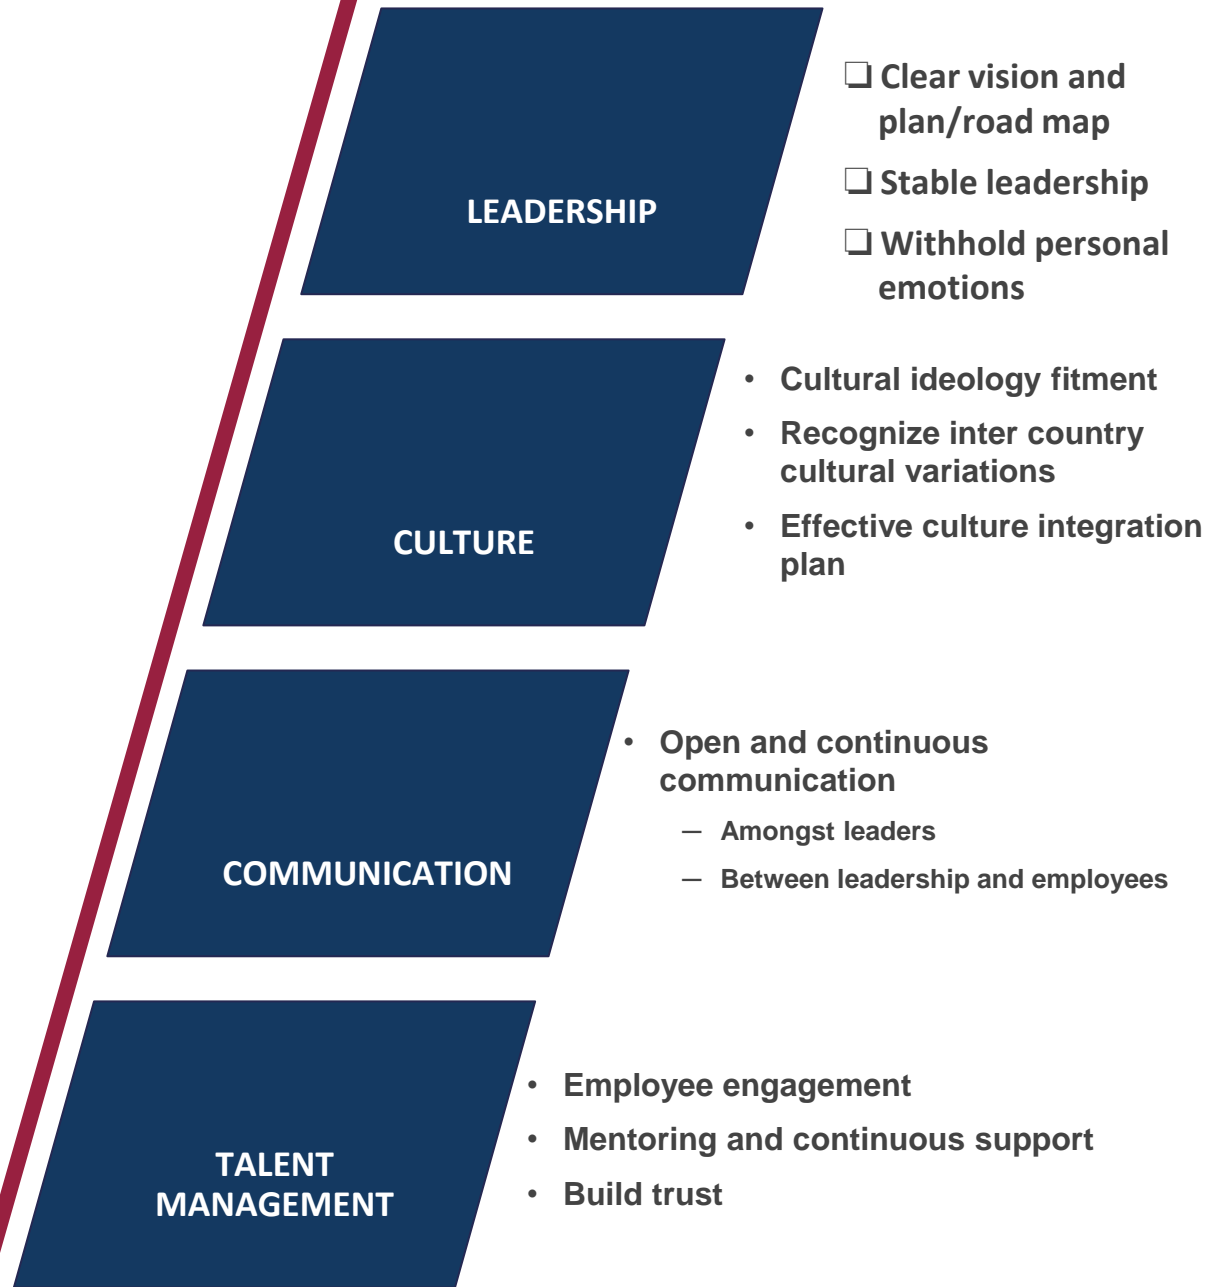 LEADERSHIP
❑ Clear vision and
plan/road map
❑ Stable leadership
❑ Withhold personal
emotions
CULTURE
• Cultural ideology fitment
• Recognize inter country
cultural variations
• Effective culture integration
plan
COMMUNICATION
• Open and continuous
communication
– Amongst leaders
– Between leadership and employees
TALENT
MANAGEMENT
• Employee engagement
• Mentoring and continuous support
• Build trust